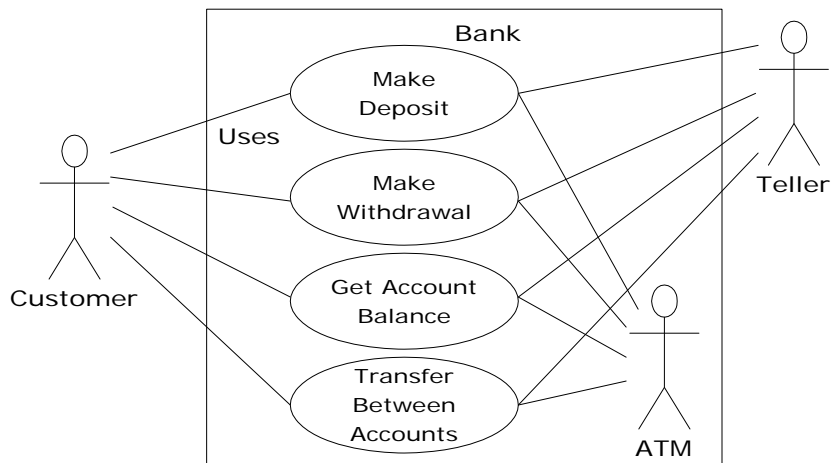 Bank
Make
Deposit
Uses
Make
Withdrawal
Teller
Customer
Get Account
Balance
Transfer
Between
Accounts
ATM